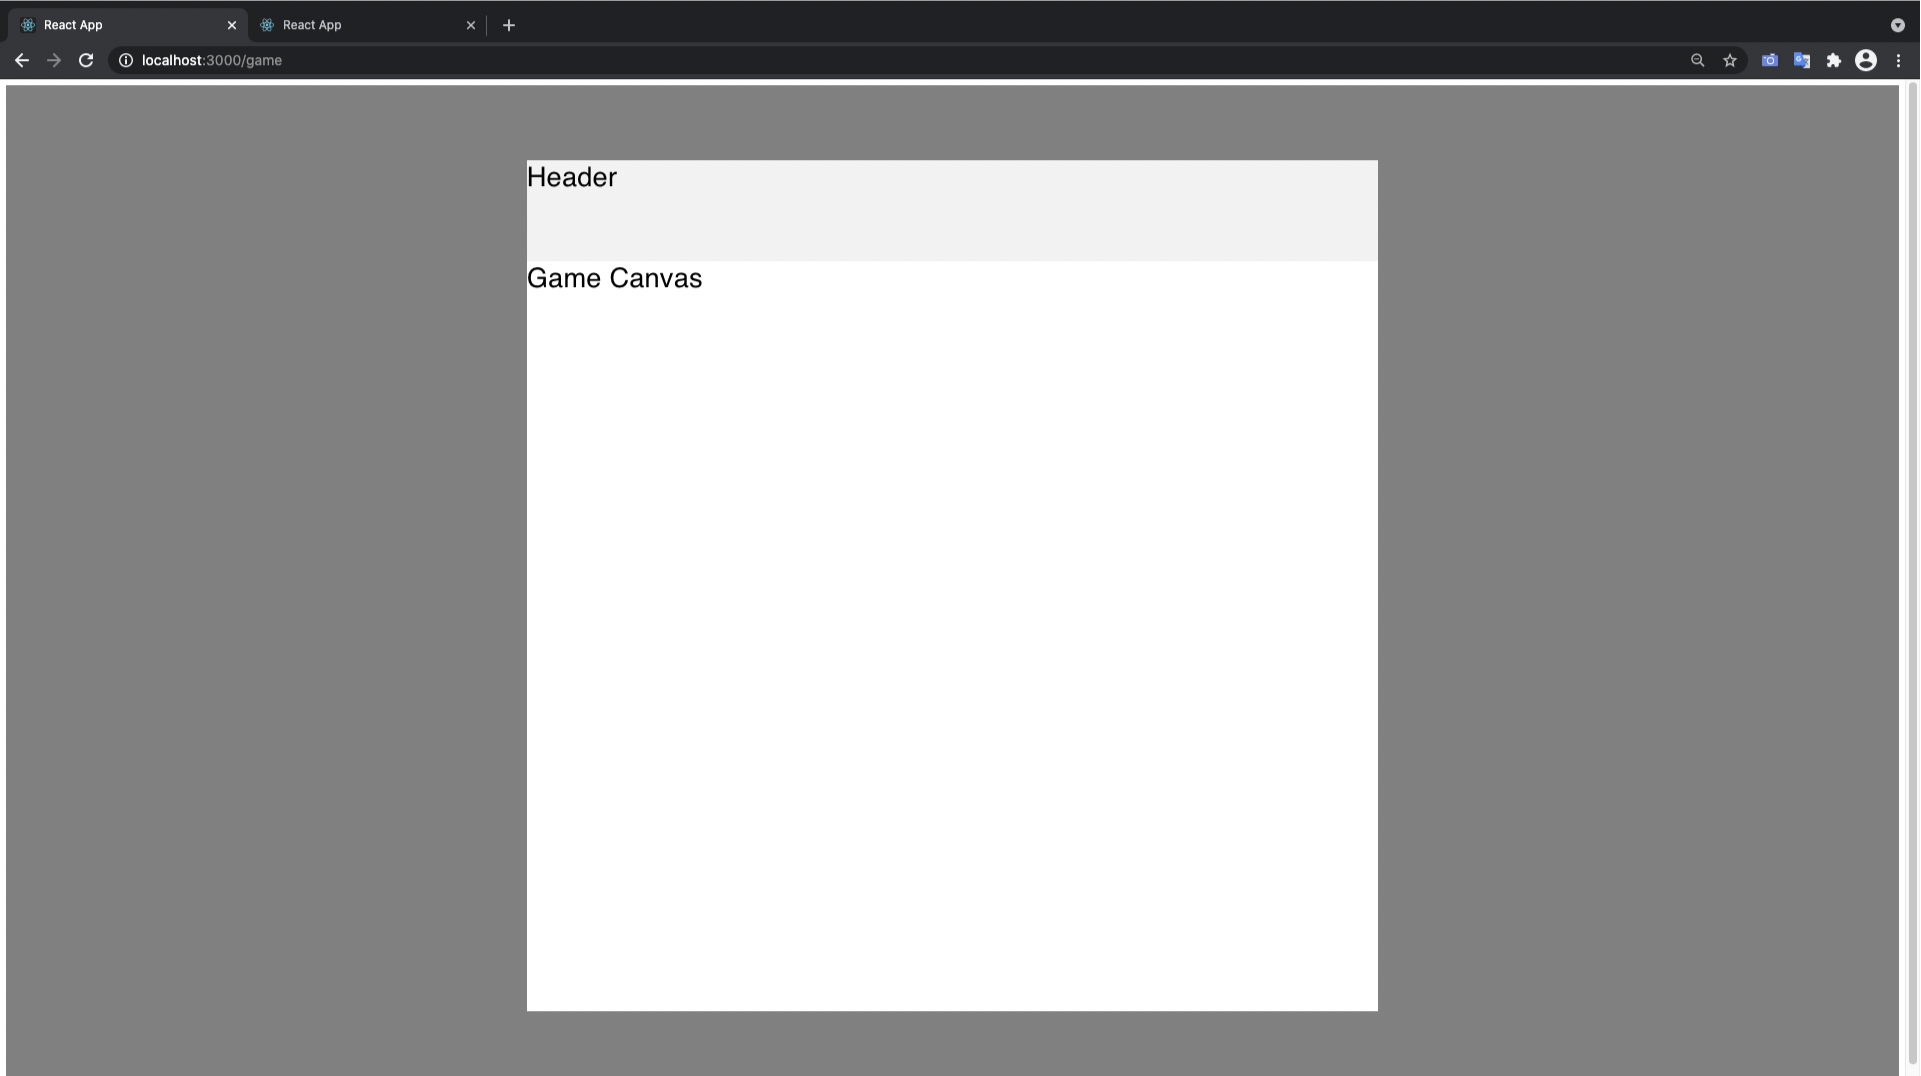 React App
React App
localhost:3000/game
Header
Game Canvas